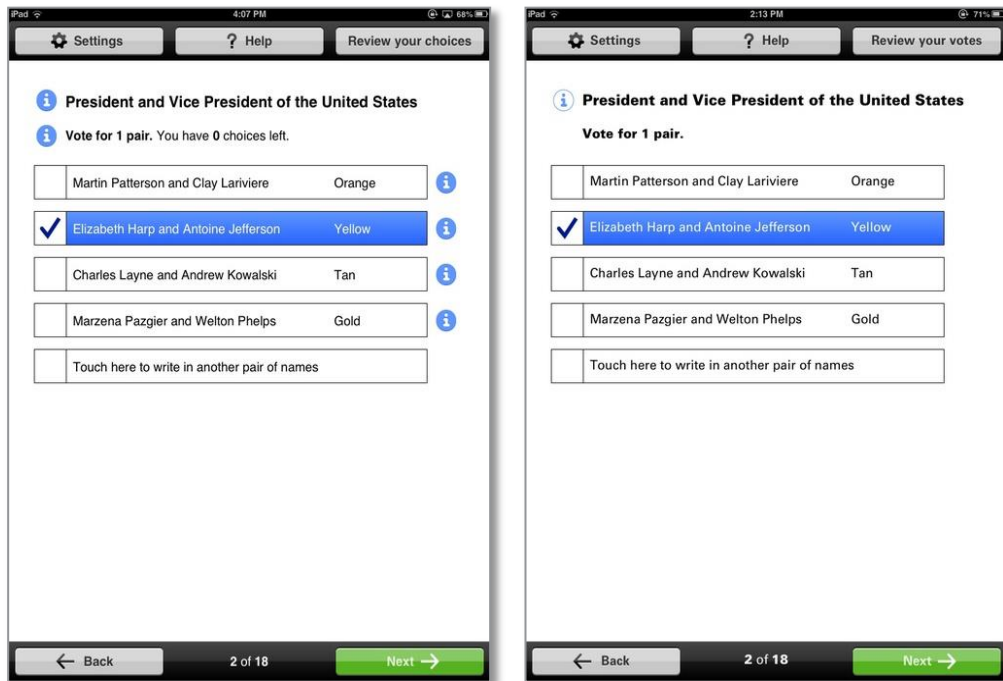 iPad 4:07 PM 68%
Settings ? Help Review your choices
President and Vice President of the United States
Vote for 1 pair. You have 0 choices left.
Martin Patterson and Clay Lariviere Orange
Elizabeth Harp and Antoine Jefferson Yellow
Charles Layne and Andrew Kowalski Tan
Marzena Pazgier and Welton Phelps Gold
Touch here to write in another pair of names
← Back 2 of 18 Next →
iPad 2:13 PM 71%
Settings ? Help Review your votes
President and Vice President of the United States
Vote for 1 pair.
Martin Patterson and Clay Lariviere Orange
Elizabeth Harp and Antoine Jefferson Yellow
Charles Layne and Andrew Kowalski Tan
Marzena Pazgier and Welton Phelps Gold
Touch here to write in another pair of names
← Back 2 of 18 Next →